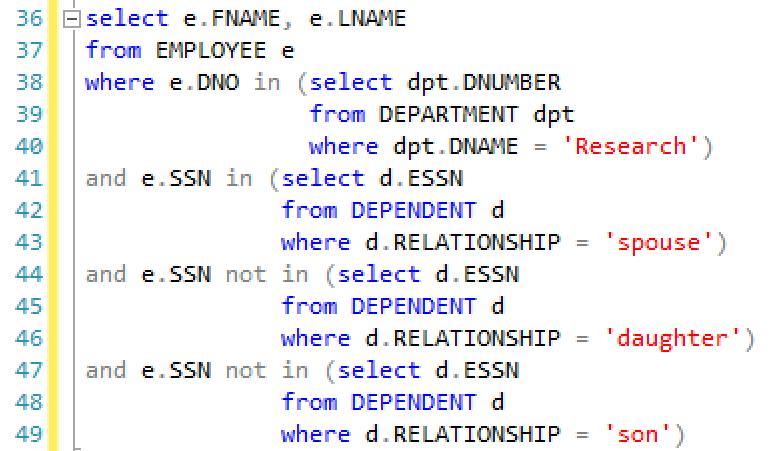 36 select e.FNAME, e.LNAME
37 from EMPLOYEE e
38 where e.DNO in (select dpt.DNUMBER
39 from DEPARTMENT dpt
40 where dpt.DNAME = 'Research')
41 and e.SSN in (select d.ESSN
42 from DEPENDENT d
43 where d.RELATIONSHIP = 'spouse')
44 and e.SSN not in (select d.ESSN
45 from DEPENDENT d
46 where d.RELATIONSHIP = 'daughter')
47 and e.SSN not in (select d.ESSN
48 from DEPENDENT d
49 where d.RELATIONSHIP = 'son')